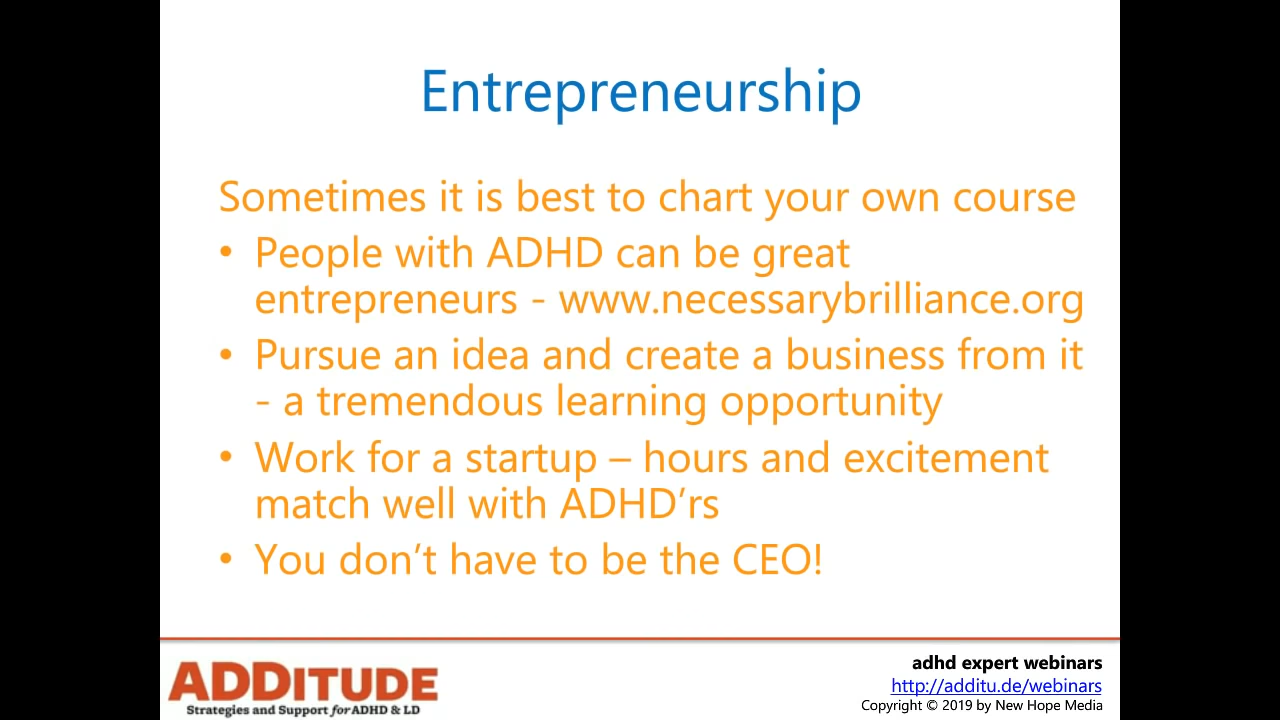 Entrepreneurship
Sometimes it is best to chart your own course
• People with ADHD can be great
entrepreneurs - www.necessarybrilliance.org
• Pursue an idea and create a business from it
- a tremendous learning opportunity
• Work for a startup – hours and excitement
match well with ADHD’rs
• You don’t have to be the CEO!
ADDITUDE
Strategies and Support for ADHD & LD
adhd expert webinars
http://additu.de/webinars
Copyright © 2019 by New Hope Media